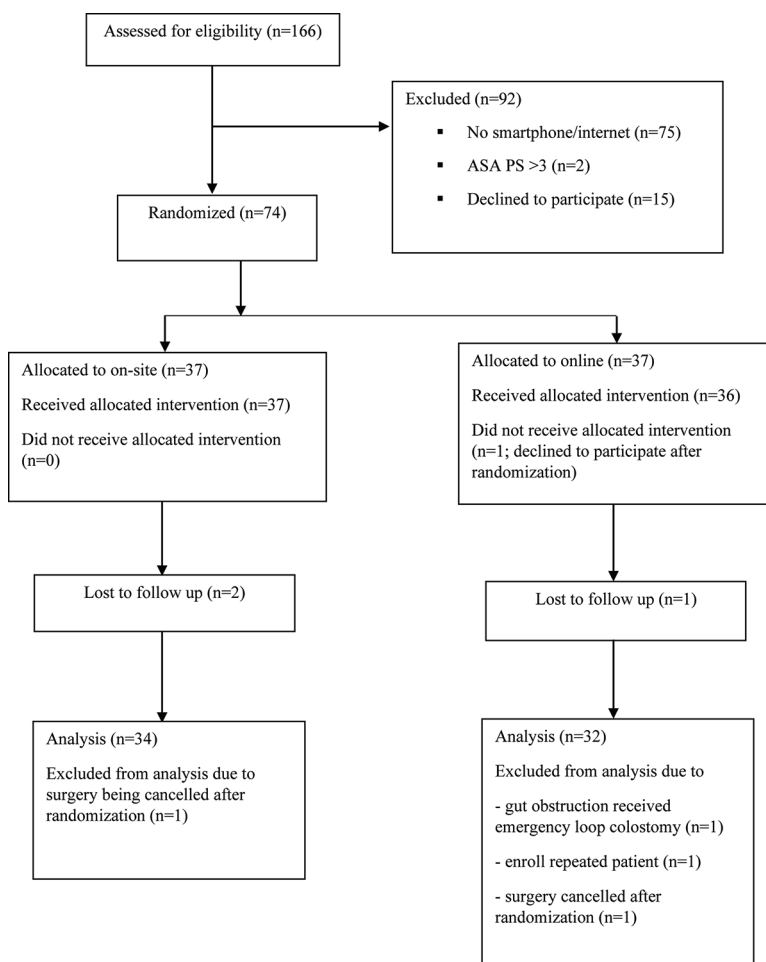 Assessed for eligibility (n=166)
Excluded (n=92)
▪ No smartphone/internet (n=75)
▪ ASA PS >3 (n=2)
▪ Declined to participate (n=15)
Randomized (n=74)
Allocated to on-site (n=37)
Received allocated intervention (n=37)
Did not receive allocated intervention
(n=0)
Allocated to online (n=37)
Received allocated intervention (n=36)
Did not receive allocated intervention
(n=1; declined to participate after
randomization)
Lost to follow up (n=2)
Lost to follow up (n=1)
Analysis (n=34)
Excluded from analysis due to
surgery being cancelled after
randomization (n=1)
Analysis (n=32)
Excluded from analysis due to
- gut obstruction received
emergency loop colostomy (n=1)
- enroll repeated patient (n=1)
- surgery cancelled after
randomization (n=1)